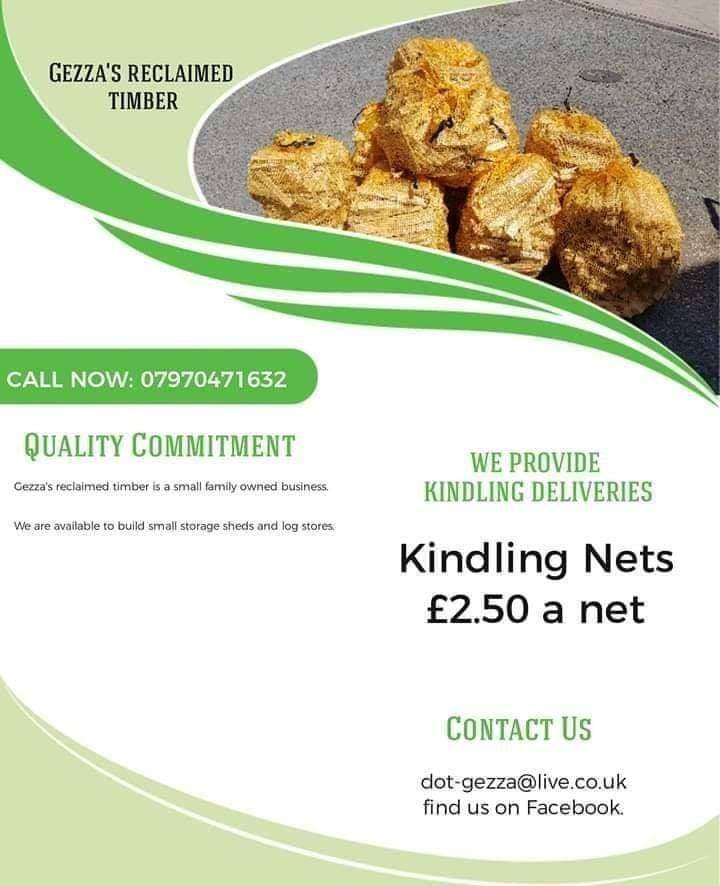 Gezza's reclaimed
timber
CALL NOW: 07970471632
Quality Commitment
Gezza's reclaimed timber is a small family owned business.
We are available to build small storage sheds and log stores.
WE PROVIDE
KINDLING DELIVERIES
Kindling Nets
£2.50 a net
Contact Us
dot-gezza@live.co.uk
find us on Facebook.